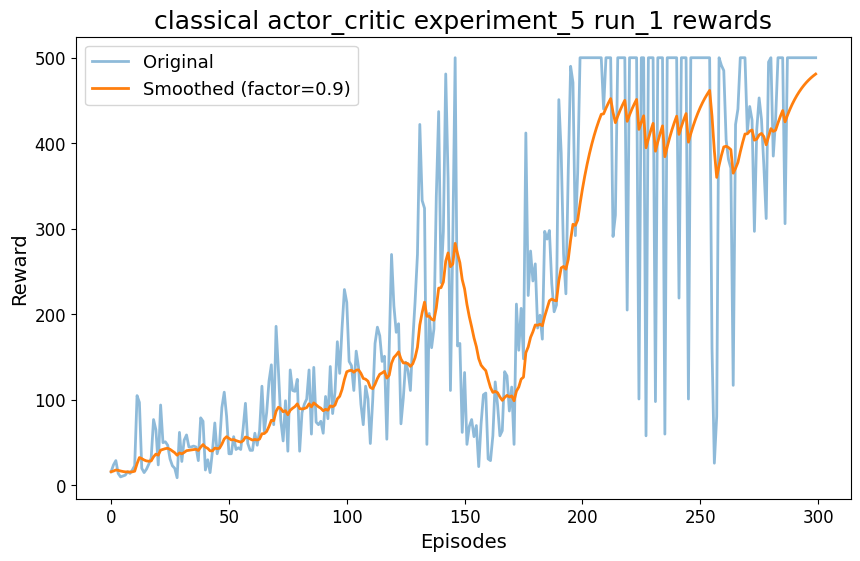 classical actor_critic experiment_5 run_1 rewards
Original
Smoothed (factor=0.9)
Reward
500
400
300
200
100
0
0 50 100 150 200 250 300
Episodes